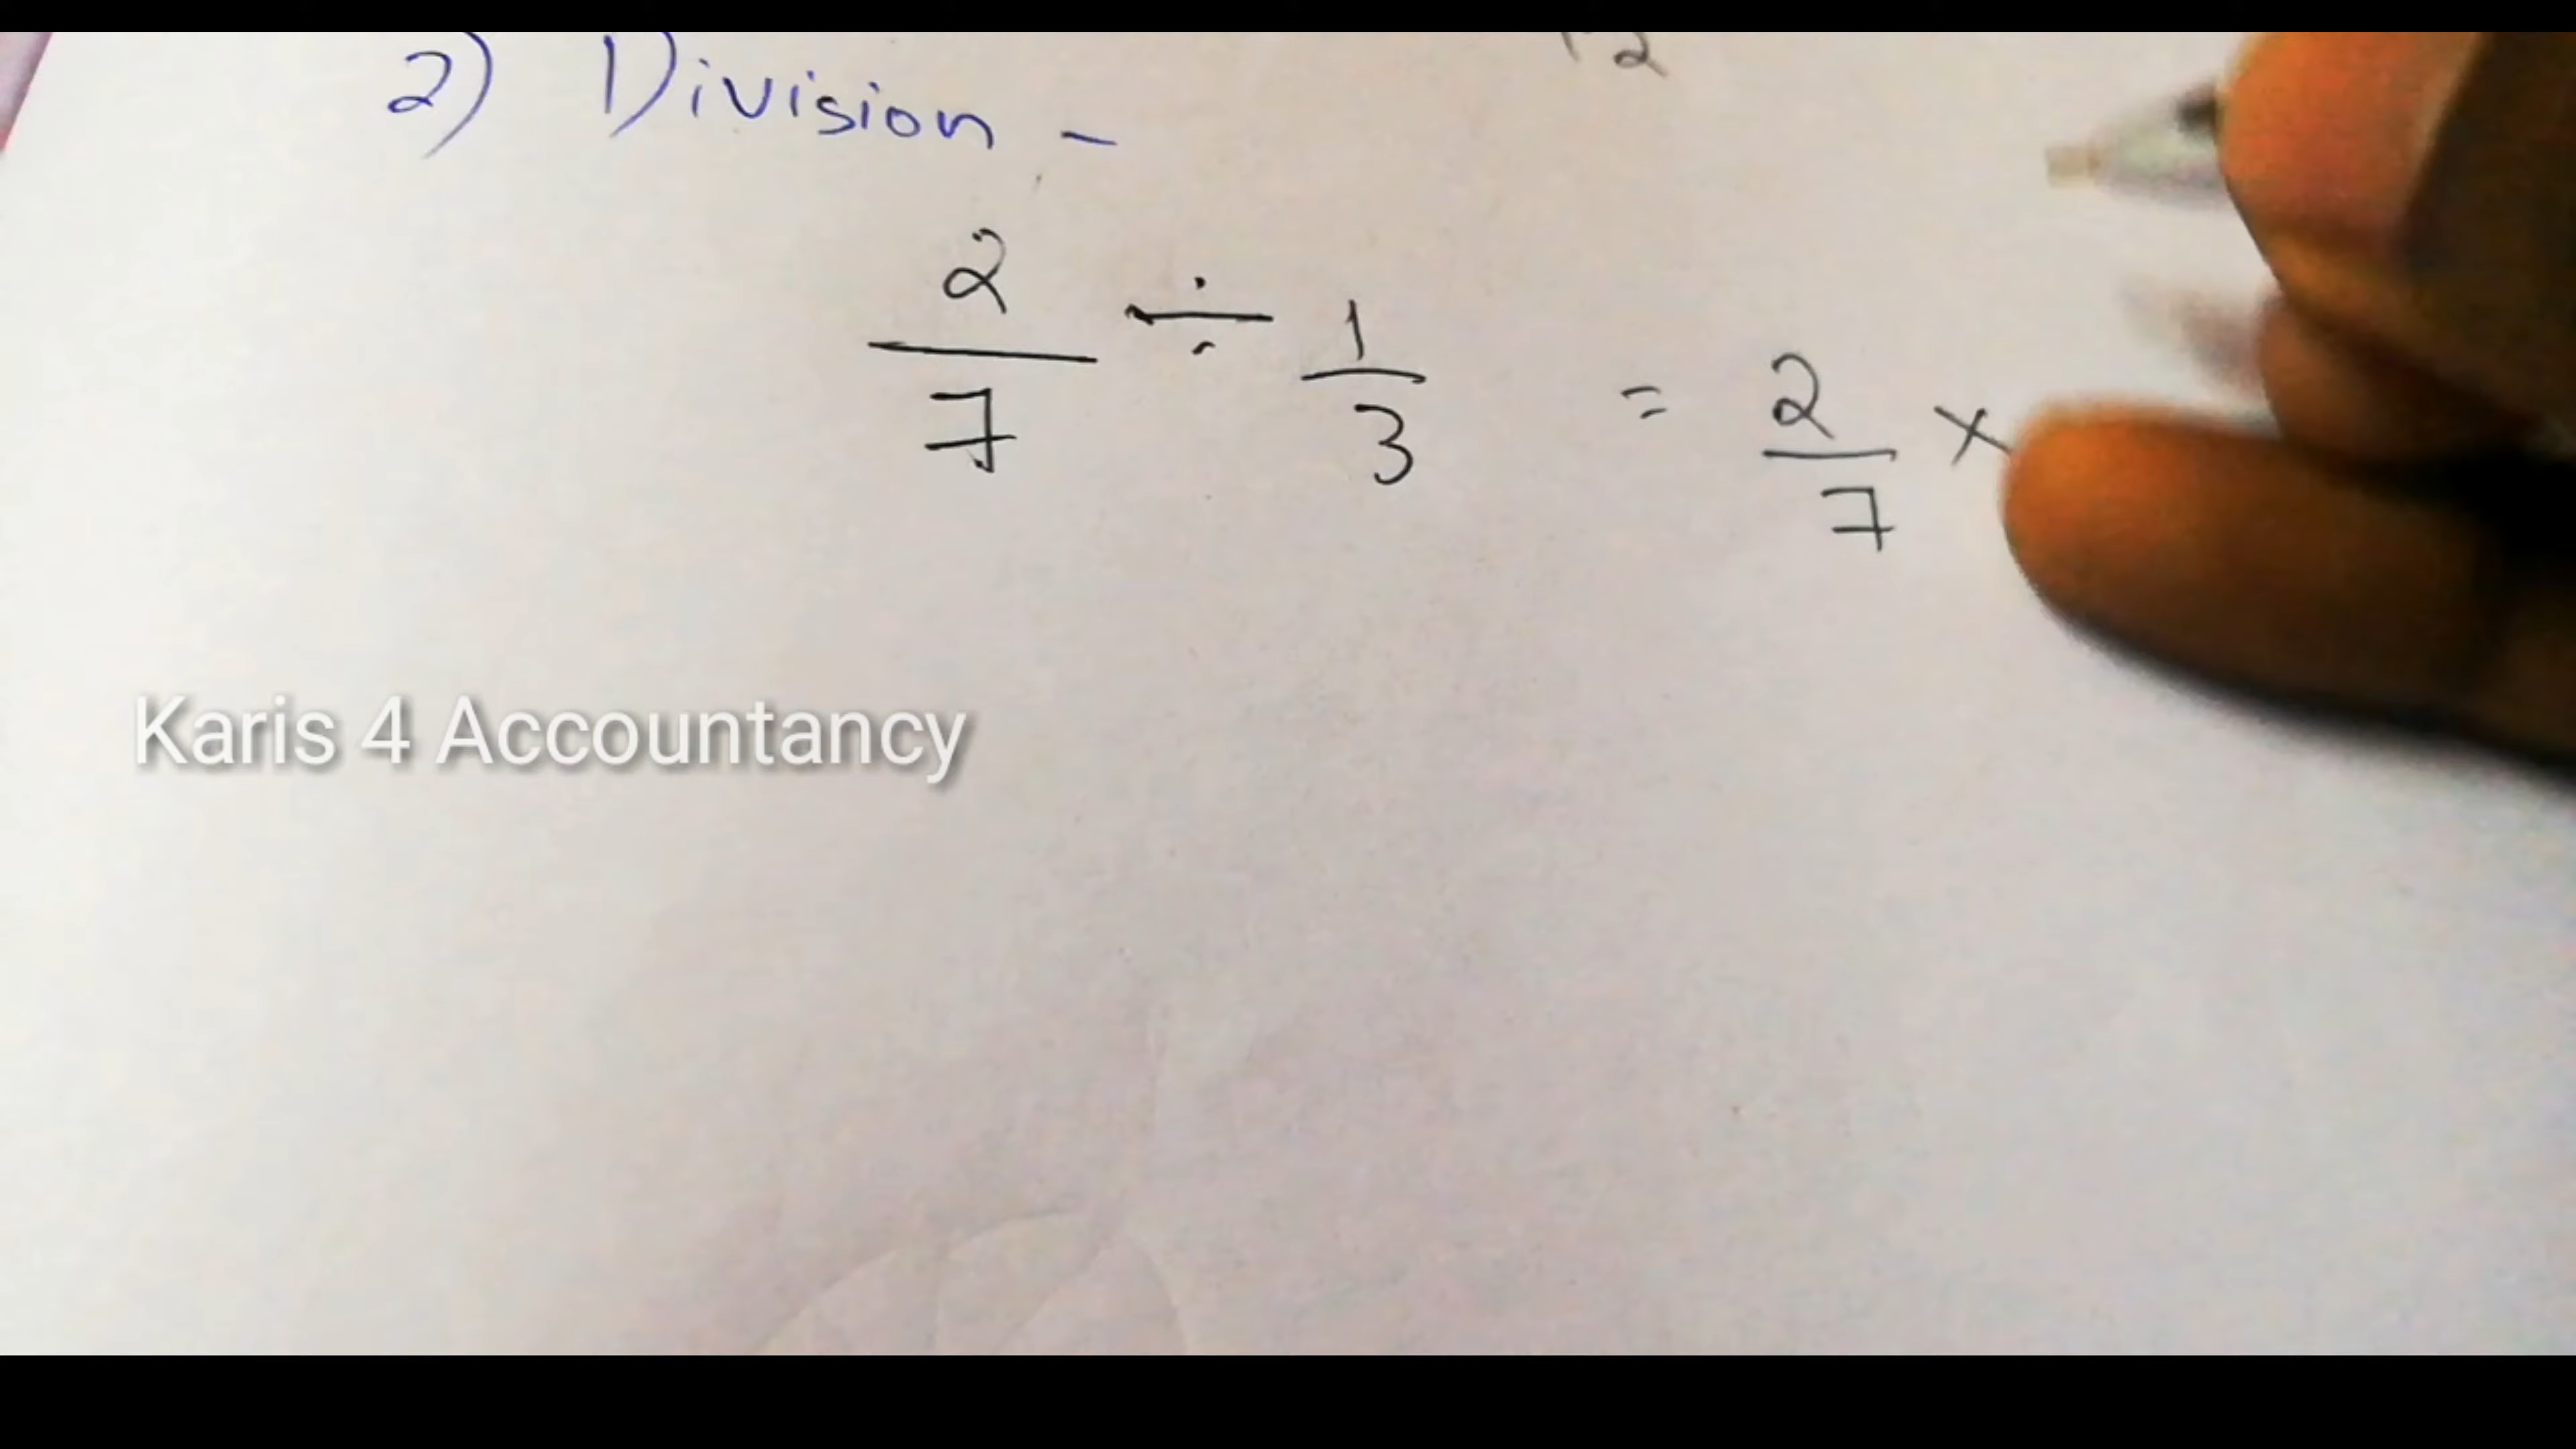 2) Division -
2/7 ÷ 1/3 = 2/7 ×
Karis 4 Accountancy